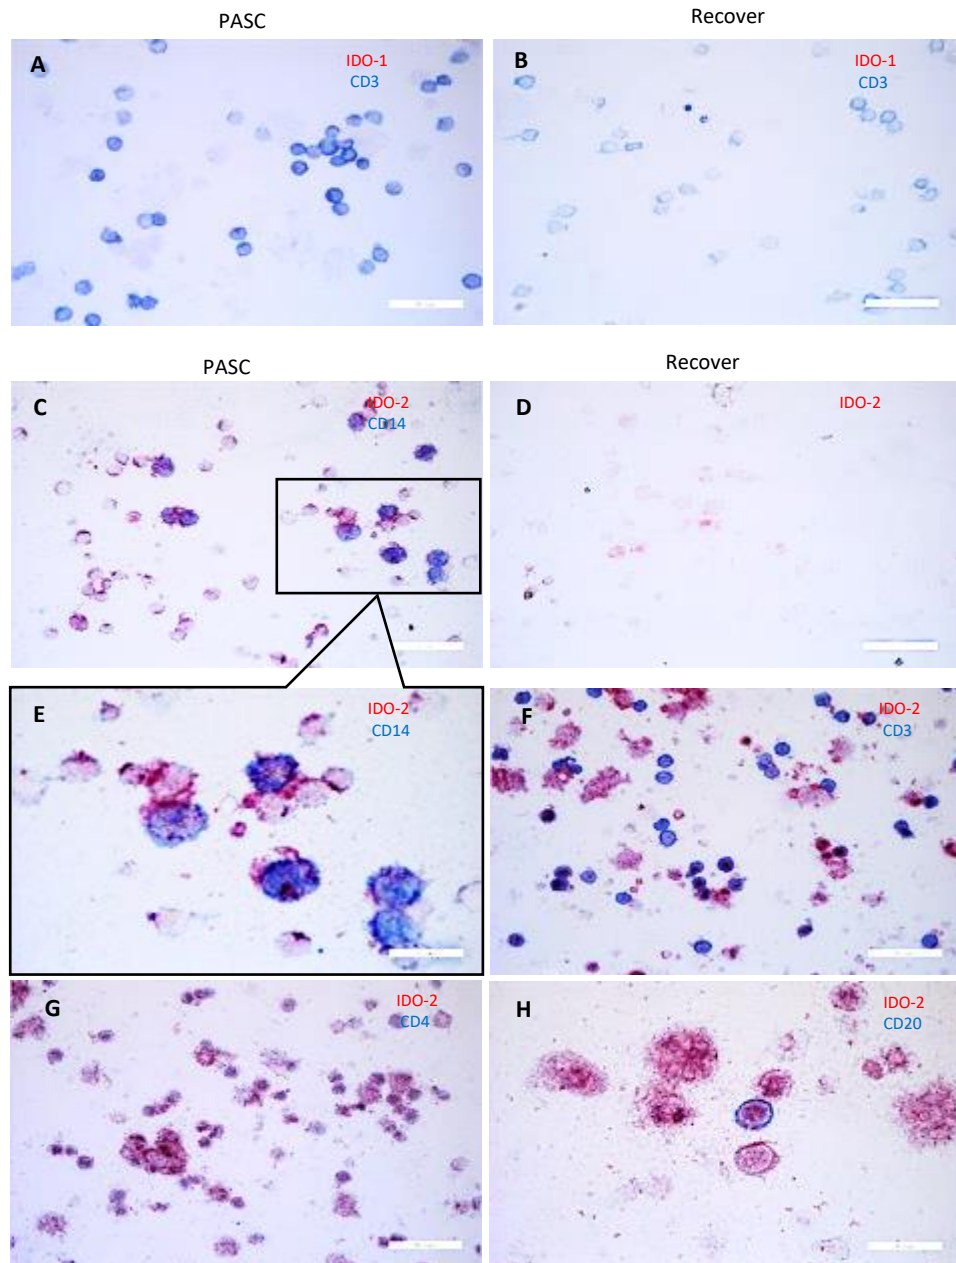 PASC
Recover
A
IDO-1
CD3
B
IDO-1
CD3
PASC
Recover
C
IDO-2
CD14
D
IDO-2
E
IDO-2
CD14
F
IDO-2
CD3
G
IDO-2
CD4
H
IDO-2
CD20